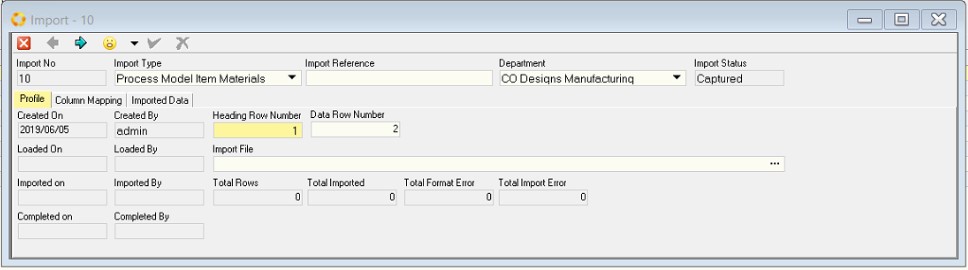 Import - 10
Import No Import Type Import Reference Department Import Status
10 Process Model Item Materials CO Designs Manufacturing Captured
Profile Column Mapping Imported Data
Created On Created By Heading Row Number Data Row Number
2019/06/05 admin 1 2
Loaded On Loaded By Import File
...
Imported on Imported By Total Rows Total Imported Total Format Error Total Import Error
0 0 0 0
Completed on Completed By